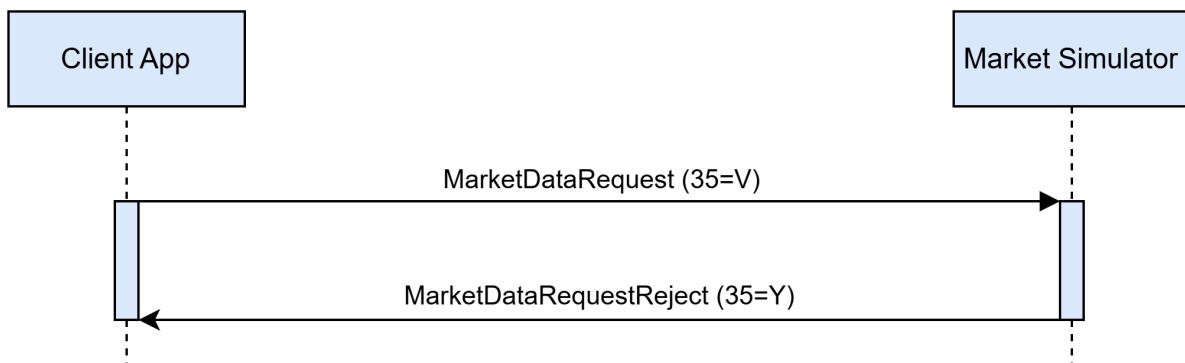 Client App
Market Simulator
MarketDataRequest (35=V)
MarketDataRequestReject (35=Y)